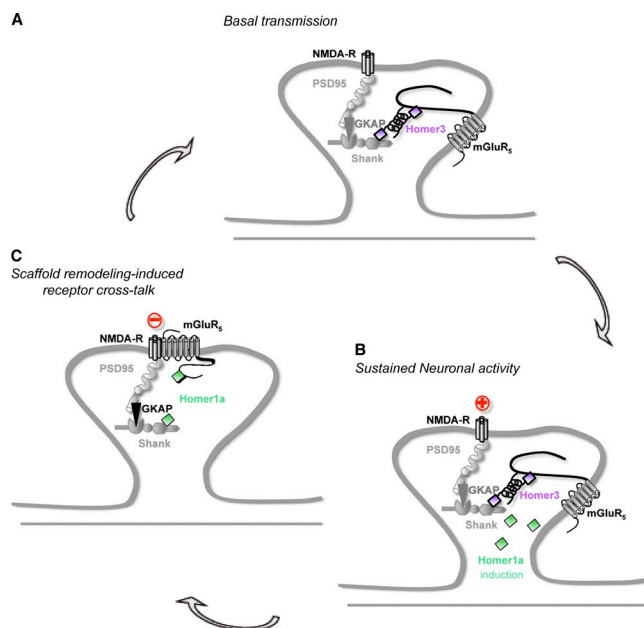 A
Basal transmission
NMDA-R
PSD95
GKAP
Homer3
Shank
mGluR5
C
Scaffold remodeling-induced
receptor cross-talk
mGluR5
NMDA-R
PSD95
Homer1a
GKAP
Shank
B
Sustained Neuronal activity
NMDA-R
PSD95
GKAP
Homer3
Shank
mGluR5
Homer1a
induction